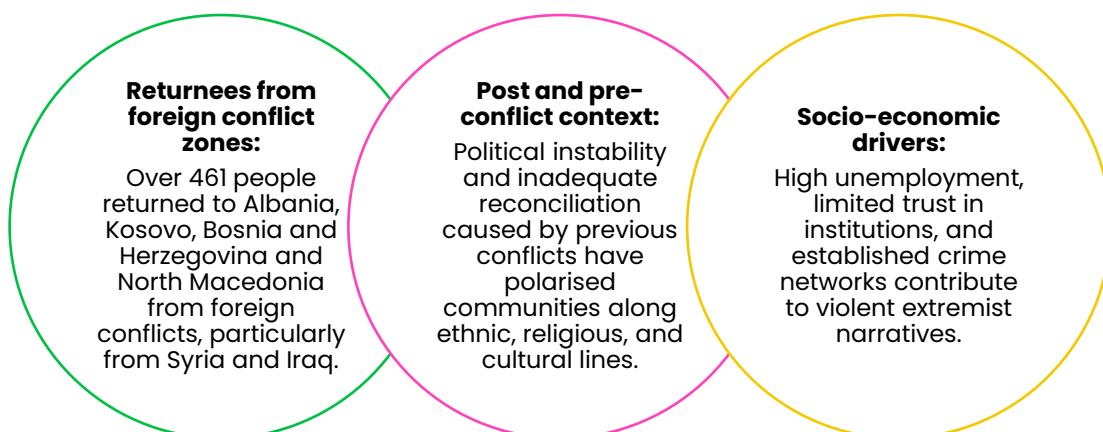 Returnees from
foreign conflict
zones:
Over 461 people
returned to Albania,
Kosovo, Bosnia and
Herzegovina and
North Macedonia
from foreign
conflicts, particularly
from Syria and Iraq.
Post and pre-
conflict context:
Political instability
and inadequate
reconciliation
caused by previous
conflicts have
polarised
communities along
ethnic, religious, and
cultural lines.
Socio-economic
drivers:
High unemployment,
limited trust in
institutions, and
established crime
networks contribute
to violent extremist
narratives.